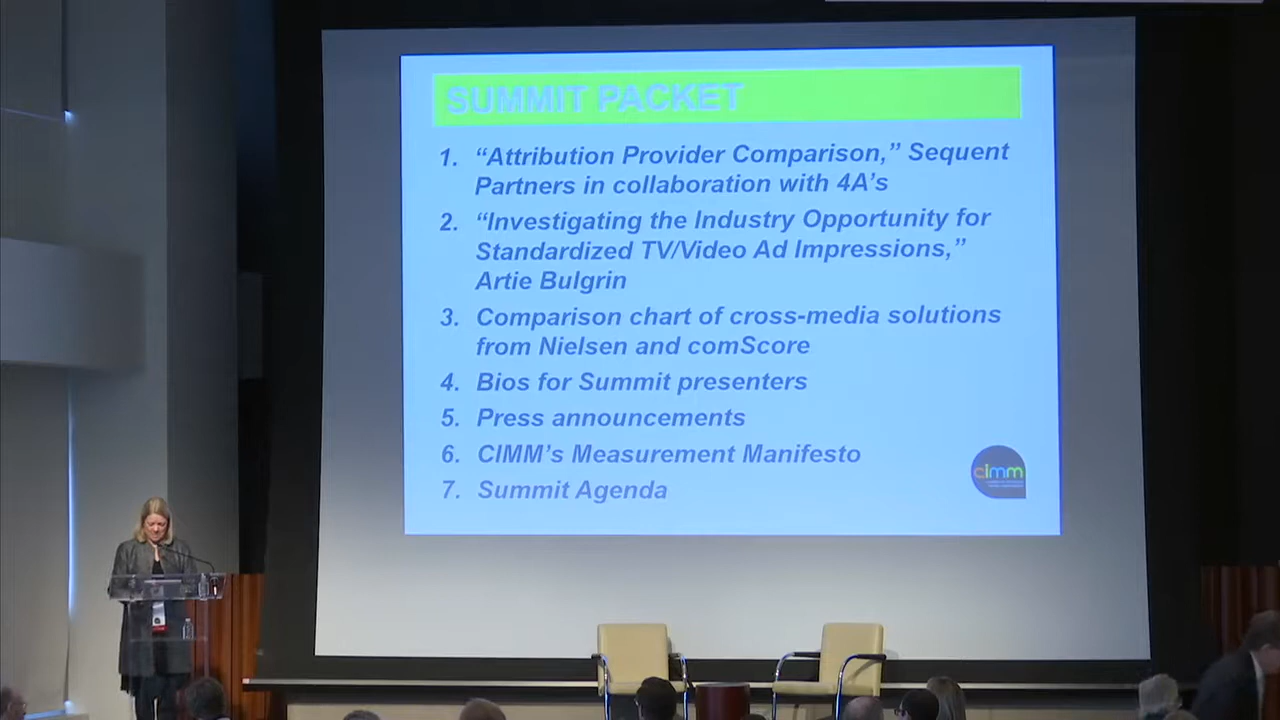 SUMMIT PACKET
1. “Attribution Provider Comparison,” Sequent
Partners in collaboration with 4A’s
2. “Investigating the Industry Opportunity for
Standardized TV/Video Ad Impressions,”
Artie Bulgrin
3. Comparison chart of cross-media solutions
from Nielsen and comScore
4. Bios for Summit presenters
5. Press announcements
6. CIMM’s Measurement Manifesto
7. Summit Agenda
cimm